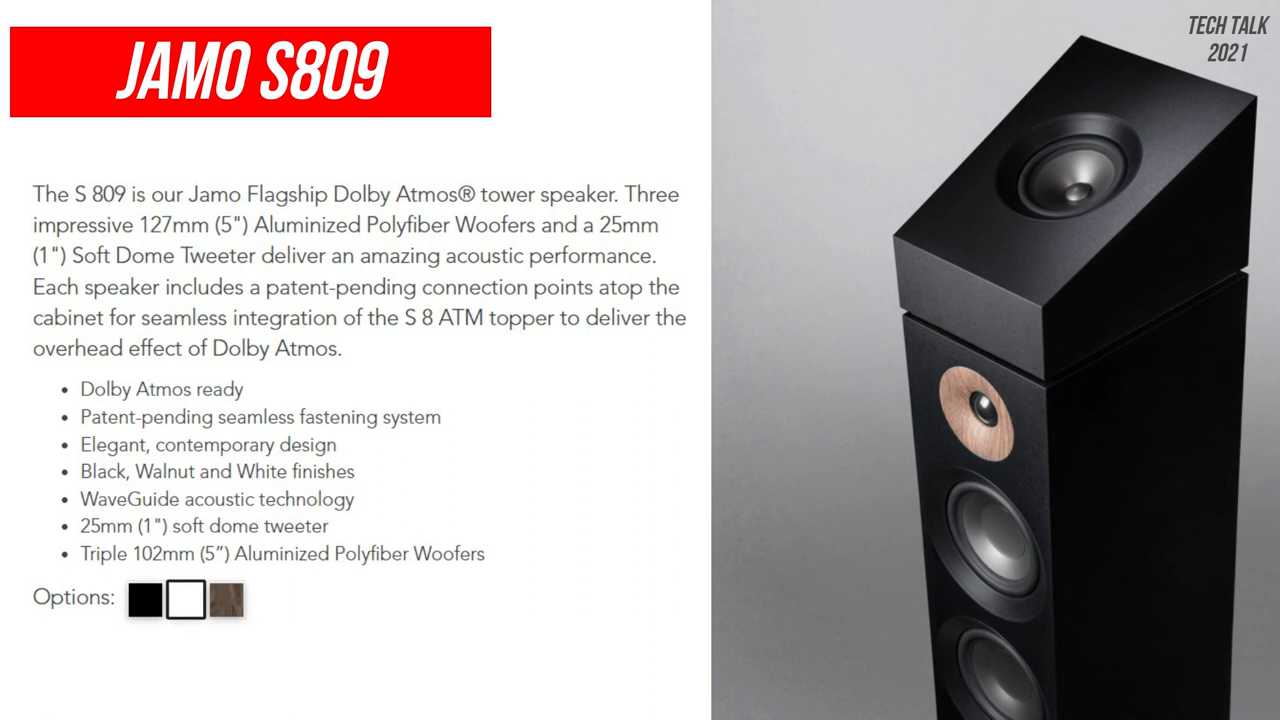 JAMO S809
TECH TALK
2021
The S 809 is our Jamo Flagship Dolby Atmos® tower speaker. Three
impressive 127mm (5") Aluminized Polyfiber Woofers and a 25mm
(1") Soft Dome Tweeter deliver an amazing acoustic performance.
Each speaker includes a patent-pending connection points atop the
cabinet for seamless integration of the S 8 ATM topper to deliver the
overhead effect of Dolby Atmos.
• Dolby Atmos ready
• Patent-pending seamless fastening system
• Elegant, contemporary design
• Black, Walnut and White finishes
• WaveGuide acoustic technology
• 25mm (1") soft dome tweeter
• Triple 102mm (5”) Aluminized Polyfiber Woofers
Options: